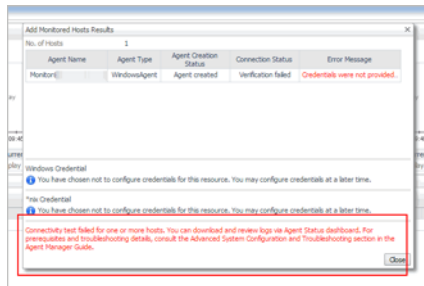 Add Monitored Hosts Results
No. of Hosts 1
Agent Name Agent Type Agent Creation Status Connection Status Error Message
Monitori WindowsAgent Agent created Verification failed Credentials were not provided.
Windows Credential
You have chosen not to configure credentials for this resource. You may configure credentials at a later time.
*nix Credential
You have chosen not to configure credentials for this resource. You may configure credentials at a later time.
Connectivity test failed for one or more hosts. You can download and review logs via Agent Status dashboard. For
prerequisites and troubleshooting details, consult the Advanced System Configuration and Troubleshooting section in the
Agent Manager Guide.
Close